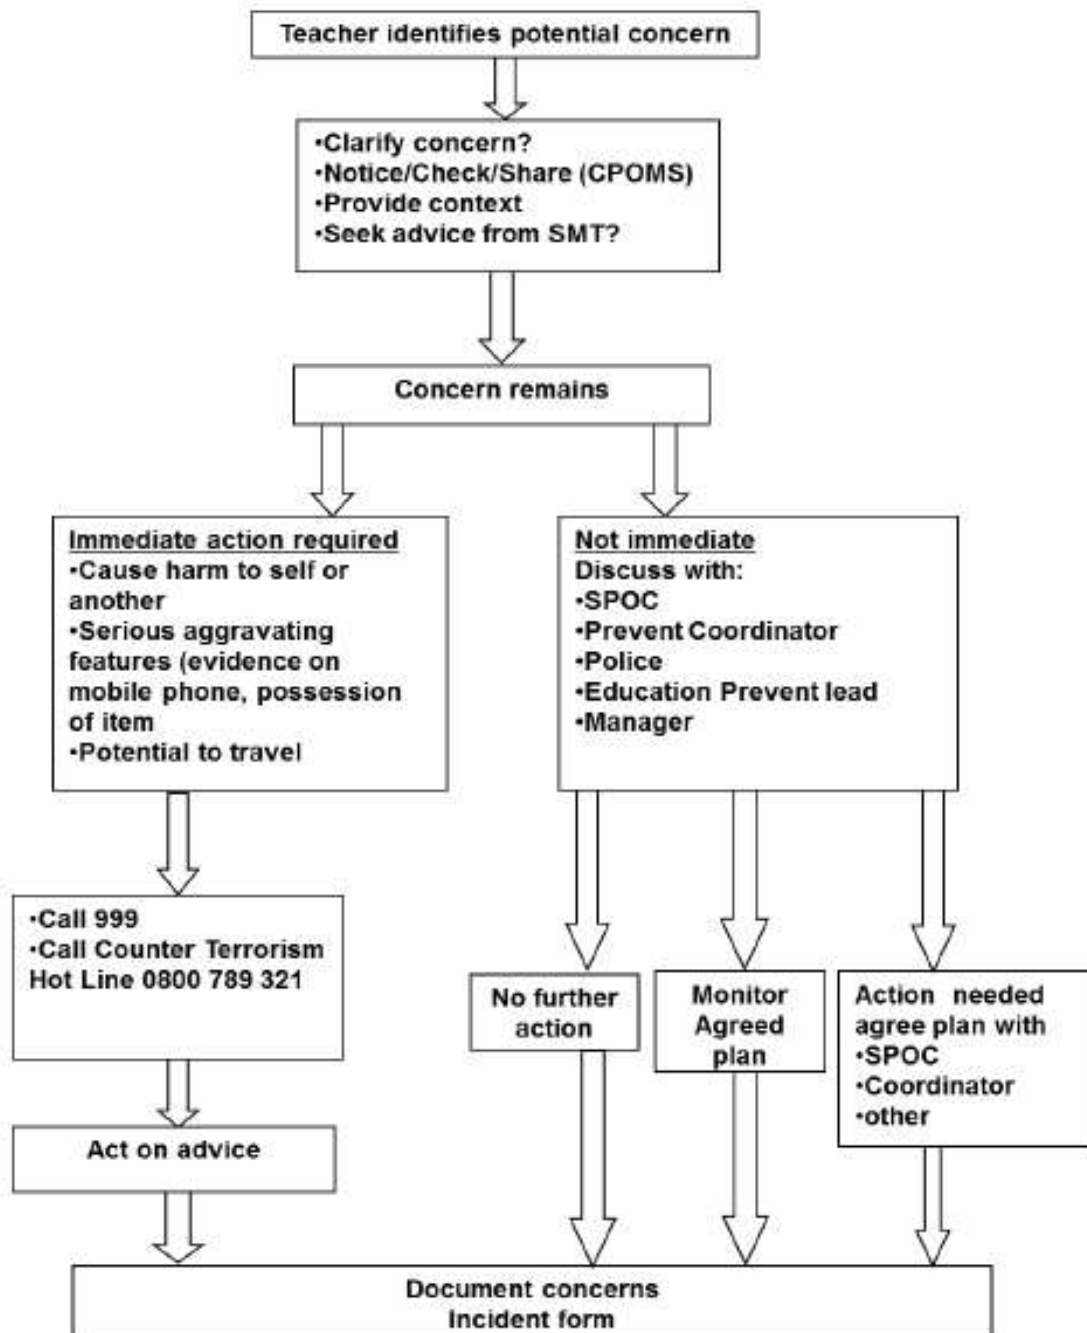 Teacher identifies potential concern
•Clarify concern?
•Notice/Check/Share (CPOMS)
•Provide context
•Seek advice from SMT?
Concern remains
Immediate action required
•Cause harm to self or
another
•Serious aggravating
features (evidence on
mobile phone, possession
of item
•Potential to travel
Not immediate
Discuss with:
•SPOC
•Prevent Coordinator
•Police
•Education Prevent lead
•Manager
•Call 999
•Call Counter Terrorism
Hot Line 0800 789 321
No further
action
Monitor
Agreed
plan
Action needed
agree plan with
•SPOC
•Coordinator
•other
Act on advice
Document concerns
Incident form